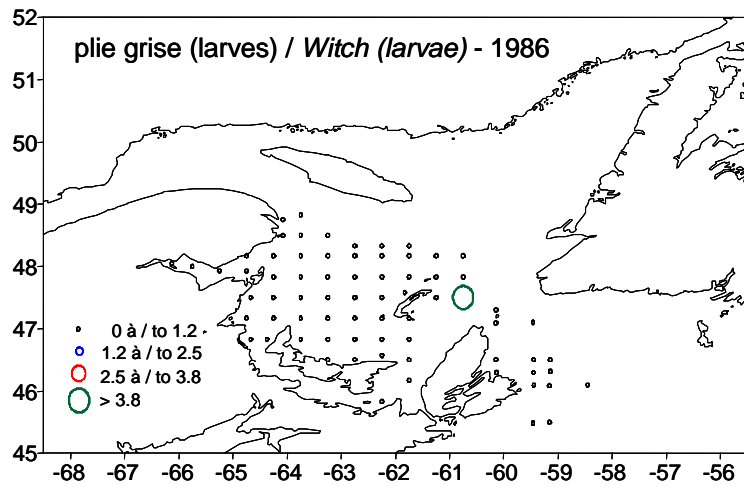 plie grise (larves) / Witch (larvae) - 1986
52
51
50
49
48
47
46
45
0 à / to 1.2
1.2 à / to 2.5
2.5 à / to 3.8
> 3.8
-68 -67 -66 -65 -64 -63 -62 -61 -60 -59 -58 -57 -56